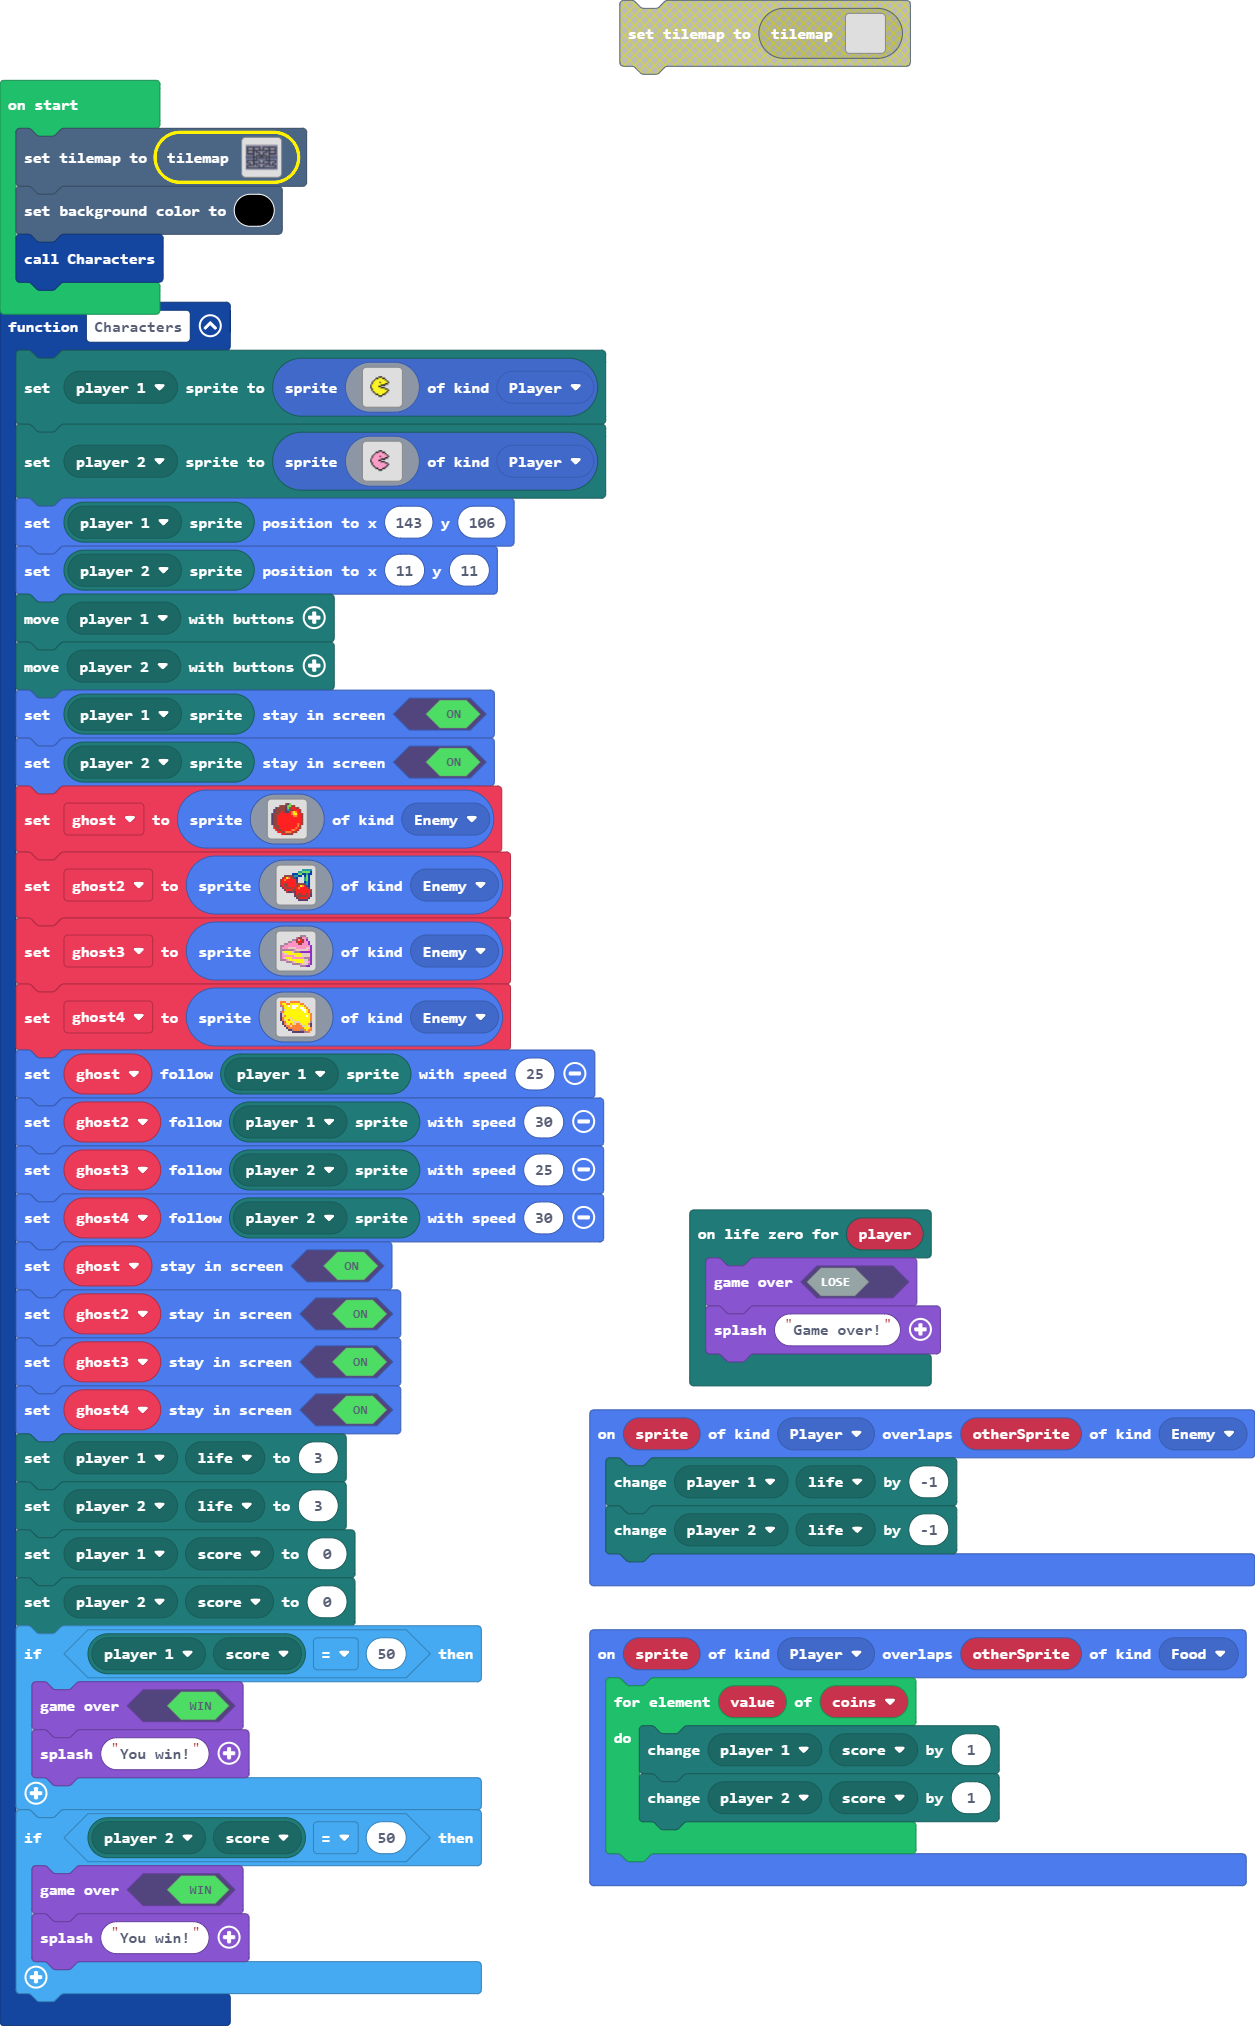 set tilemap to tilemap
on start
set tilemap to tilemap
set background color to
call Characters
function Characters
set player 1 sprite to sprite of kind Player
set player 2 sprite to sprite of kind Player
set player 1 sprite position to x 143 y 106
set player 2 sprite position to x 11 y 11
move player 1 with buttons
move player 2 with buttons
set player 1 sprite stay in screen ON
set player 2 sprite stay in screen ON
set ghost to sprite of kind Enemy
set ghost2 to sprite of kind Enemy
set ghost3 to sprite of kind Enemy
set ghost4 to sprite of kind Enemy
set ghost follow player 1 sprite with speed 25
set ghost2 follow player 1 sprite with speed 30
set ghost3 follow player 2 sprite with speed 25
set ghost4 follow player 2 sprite with speed 30
set ghost stay in screen ON
set ghost2 stay in screen ON
set ghost3 stay in screen ON
set ghost4 stay in screen ON
set player 1 life to 3
set player 2 life to 3
set player 1 score to 0
set player 2 score to 0
if player 1 score = 50 then
game over WIN
splash "You win!"
if player 2 score = 50 then
game over WIN
splash "You win!"
on life zero for player
game over LOSE
splash "Game over!"
on sprite of kind Player overlaps otherSprite of kind Enemy
change player 1 life by -1
change player 2 life by -1
on sprite of kind Player overlaps otherSprite of kind Food
for element value of coins
do
change player 1 score by 1
change player 2 score by 1